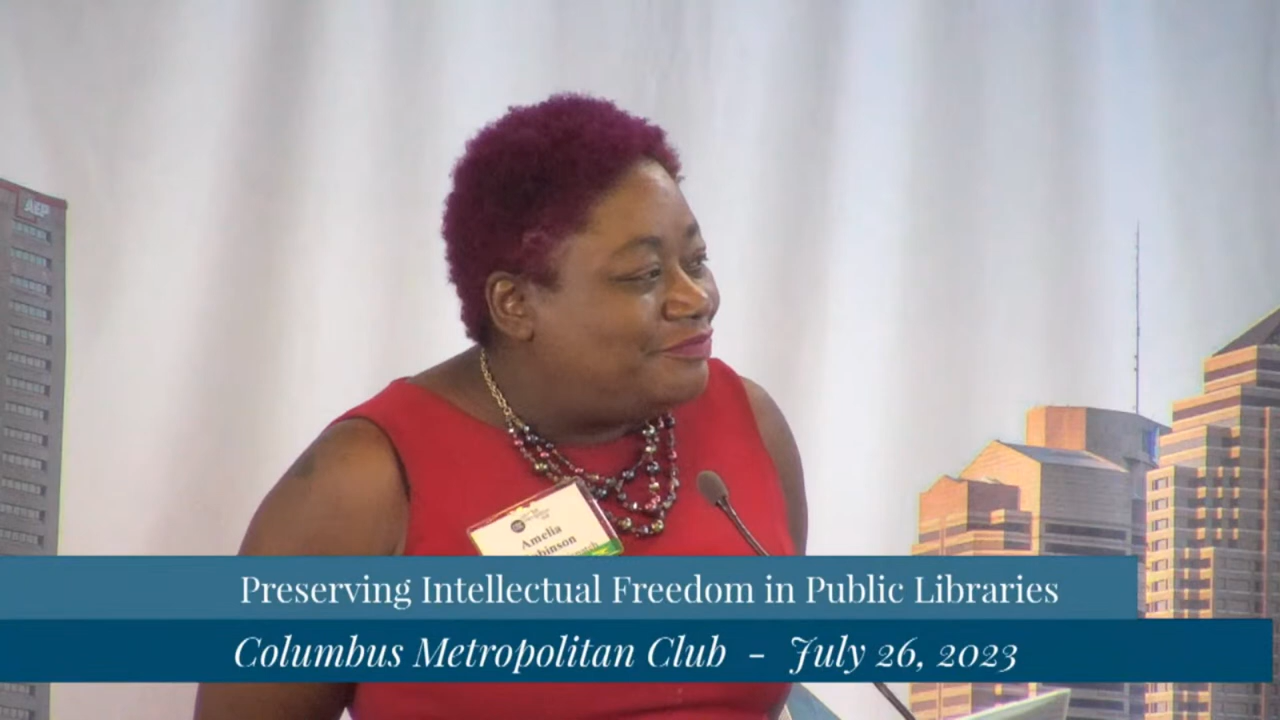 AEP
Amelia
Preserving Intellectual Freedom in Public Libraries
Columbus Metropolitan Club - July 26, 2023